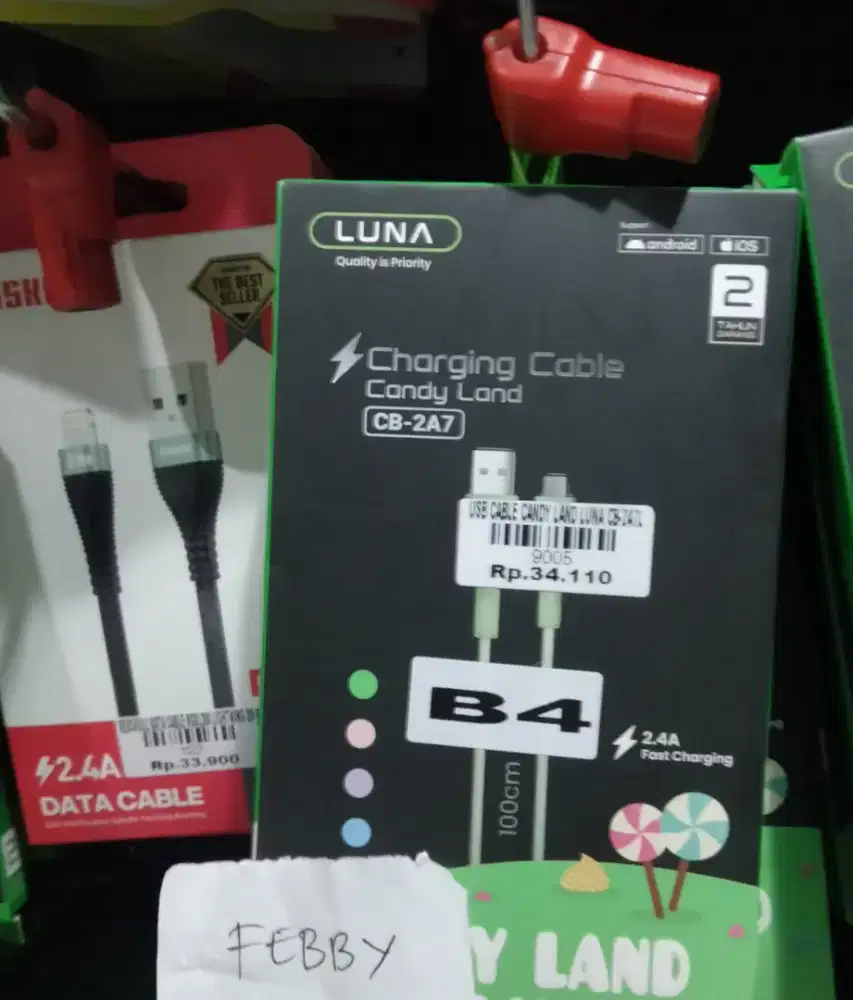 LUNA
Quality is Priority
Support
android
iOS
2
TAHUN
GARANSI
Charging Cable
Candy Land
CB-2A7
USB CABLE CANDY LAND LUNA CB-2A7L
9005
Rp.34.110
B4
2.4A
Fast Charging
100cm
Y LAND
FEBBY
THE BEST
SELLER
Rp.33.900
2.4A
DATA CABLE